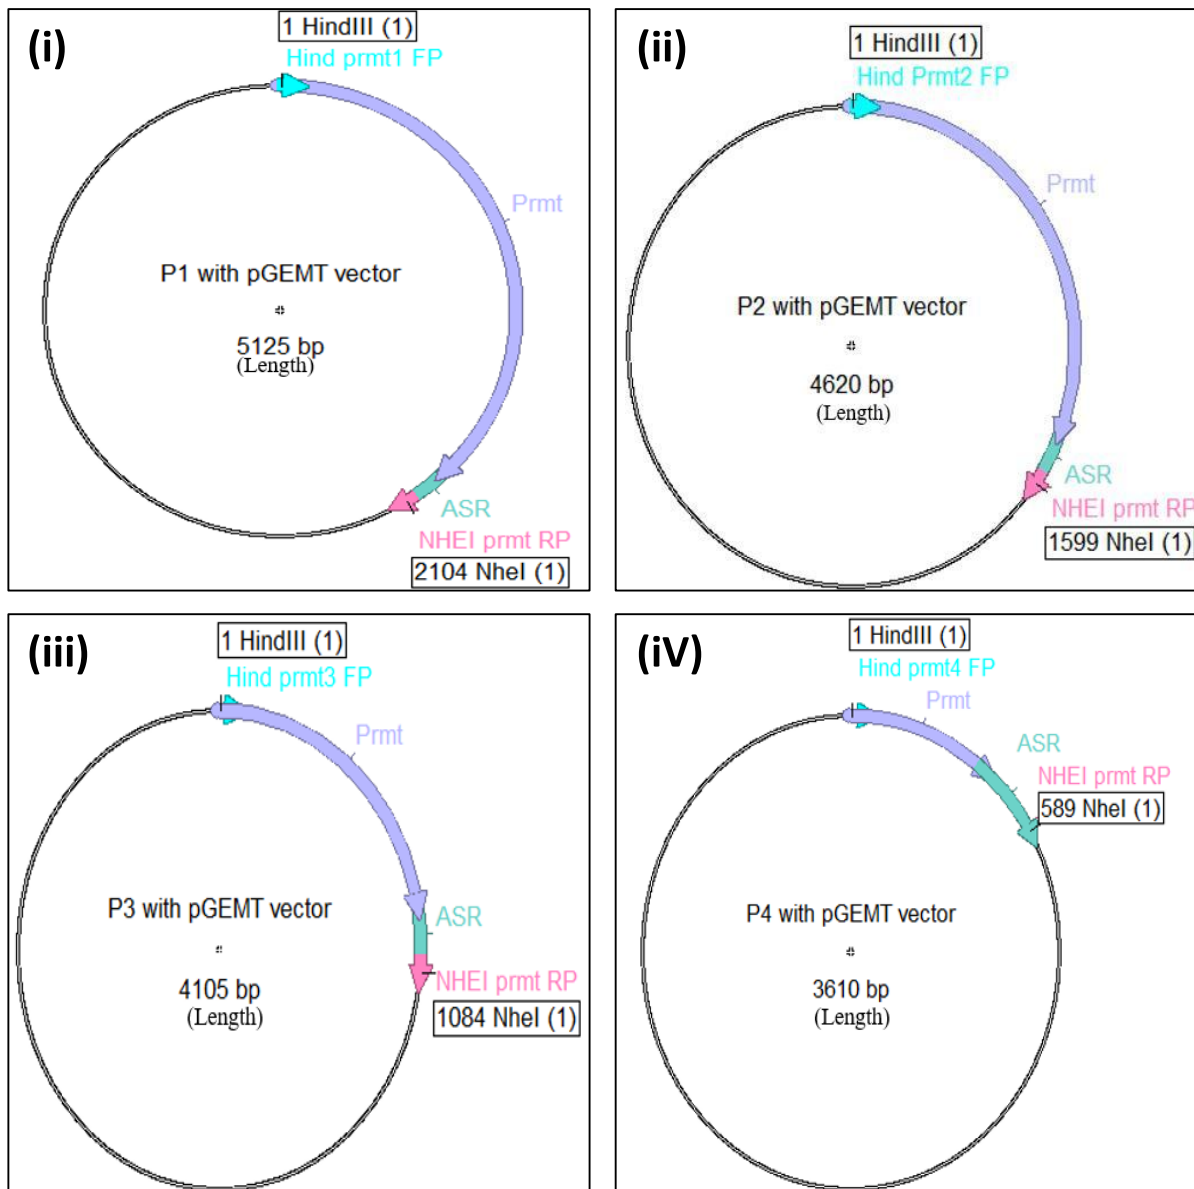 (i)
1 HindIII (1)
Hind prmt1 FP
Prmt
P1 with pGEMT vector
5125 bp
(Length)
ASR
NHEI prmt RP
2104 NheI (1)
(ii)
1 HindIII (1)
Hind Prmt2 FP
Prmt
P2 with pGEMT vector
4620 bp
(Length)
ASR
NHEI prmt RP
1599 NheI (1)
(iii)
1 HindIII (1)
Hind prmt3 FP
Prmt
P3 with pGEMT vector
ASR
4105 bp
(Length)
NHEI prmt RP
1084 NheI (1)
(iV)
1 HindIII (1)
Hind prmt4 FP
Prmt
ASR
NHEI prmt RP
589 NheI (1)
P4 with pGEMT vector
3610 bp
(Length)